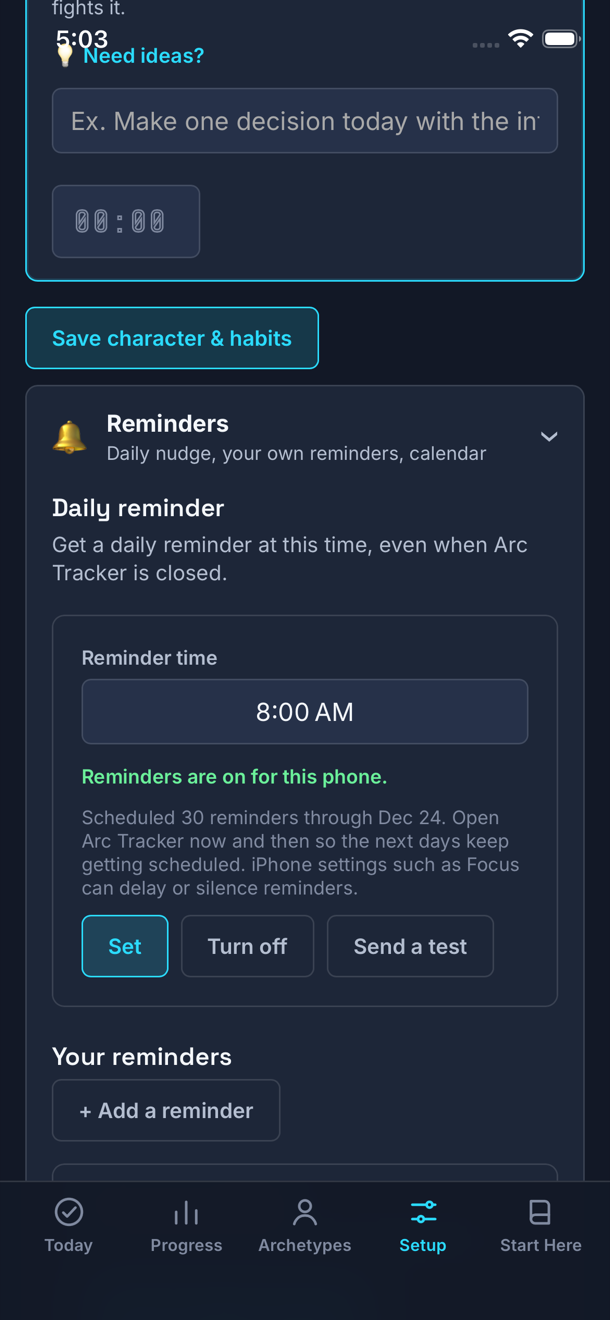 fights it.
5:03
💡 Need ideas?
Ex. Make one decision today with the in
00:00
Save character & habits
Reminders
Daily nudge, your own reminders, calendar
Daily reminder
Get a daily reminder at this time, even when Arc
Tracker is closed.
Reminder time
8:00 AM
Reminders are on for this phone.
Scheduled 30 reminders through Dec 24. Open
Arc Tracker now and then so the next days keep
getting scheduled. iPhone settings such as Focus
can delay or silence reminders.
Set Turn off Send a test
Your reminders
+ Add a reminder
Today Progress Archetypes Setup Start Here